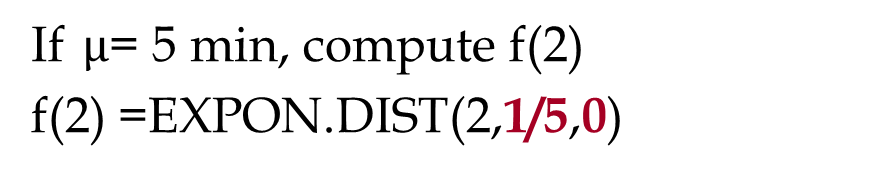 If μ= 5 min, compute f(2)
f(2) =EXPON.DIST(2,1/5,0)